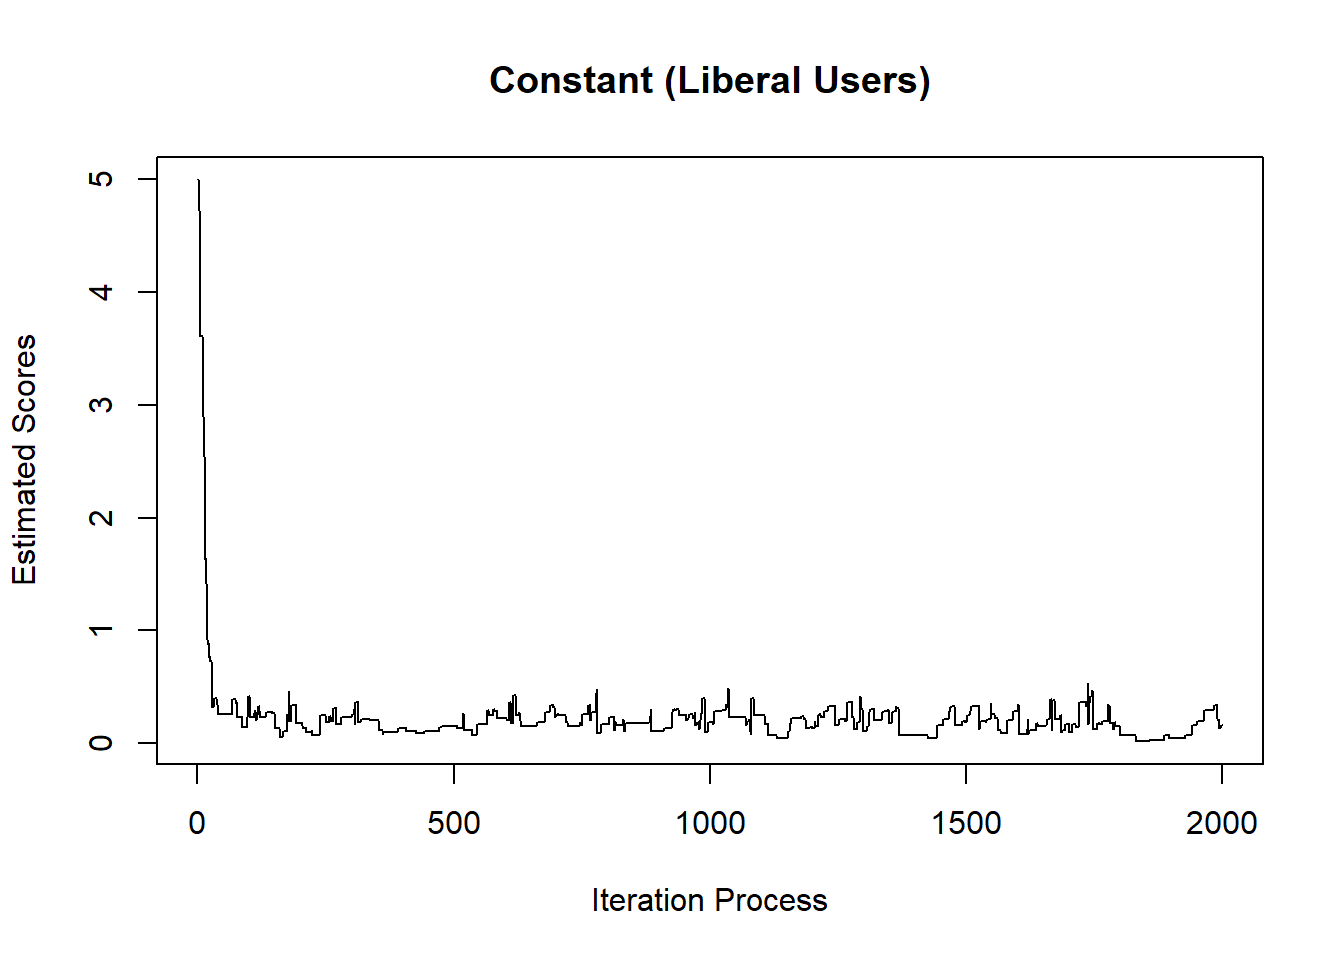 Constant (Liberal Users)
Estimated Scores
5
4
3
2
1
0
0 500 1000 1500 2000
Iteration Process